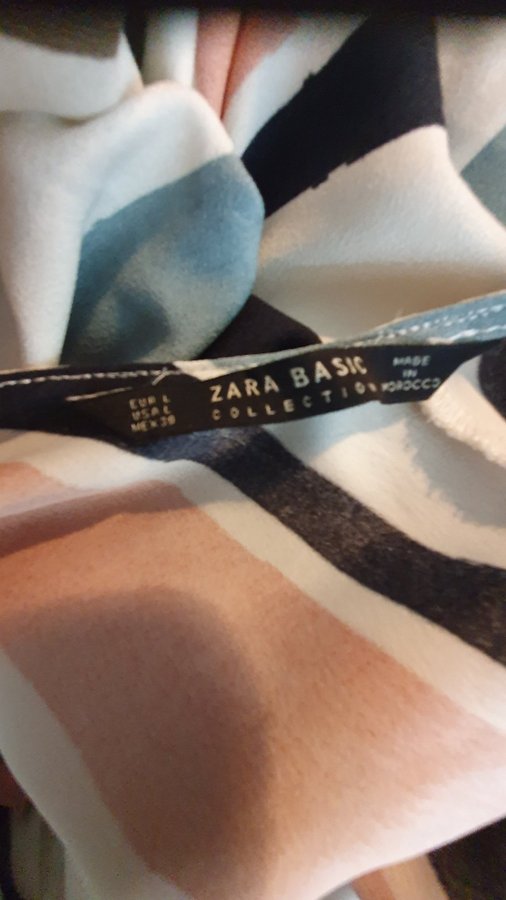 EUR L
USA L
MEX 30
ZARA BASIC
COLLECTION
MADE
IN
MOROCCO